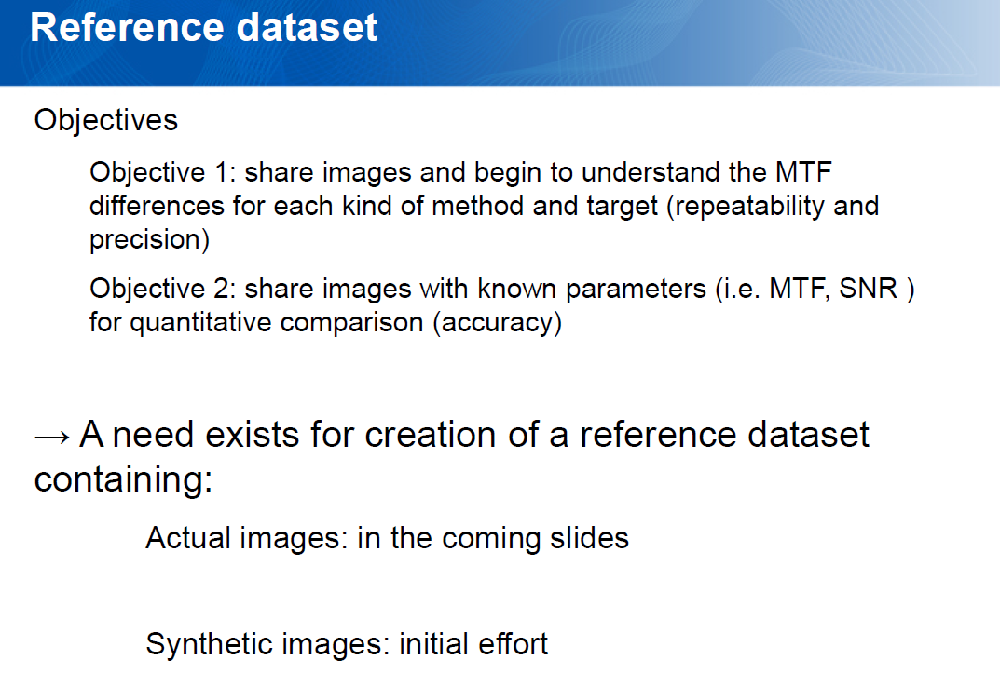 Reference dataset
Objectives
Objective 1: share images and begin to understand the MTF
differences for each kind of method and target (repeatability and
precision)
Objective 2: share images with known parameters (i.e. MTF, SNR )
for quantitative comparison (accuracy)
→ A need exists for creation of a reference dataset
containing:
Actual images: in the coming slides
Synthetic images: initial effort